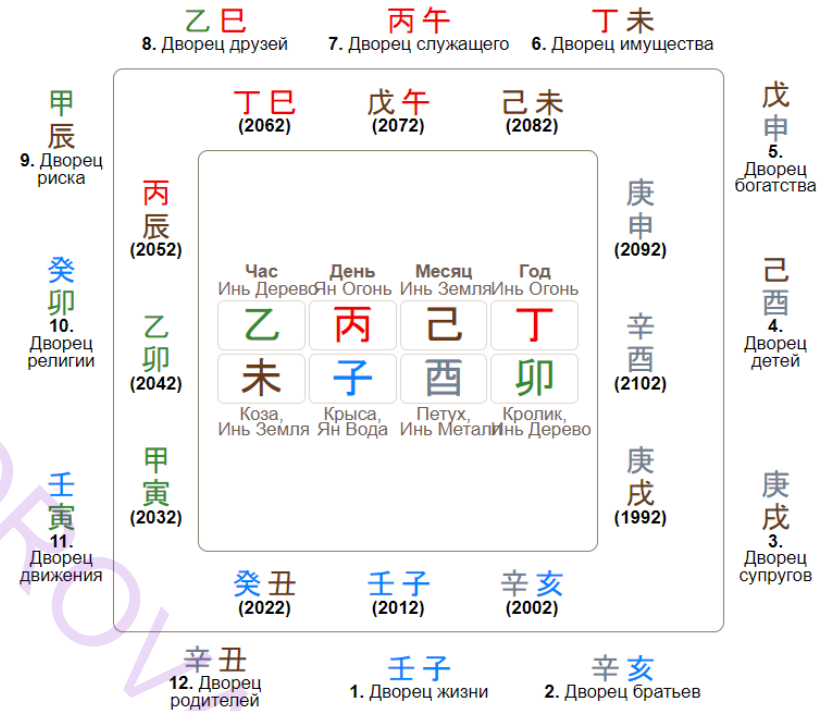 乙 巳
8. Дворец друзей
丙 午
7. Дворец служащего
丁 未
6. Дворец имущества
甲
辰
9. Дворец
риска
丁 巳
(2062)
戊 午
(2072)
己 未
(2082)
戊
申
5.
Дворец
богатства
丙
辰
(2052)
庚
申
(2092)
癸
卯
10.
Дворец
религии
乙
卯
(2042)
Час
Инь Дерево
乙
未
Коза,
Инь Земля
День
Ян Огонь
丙
子
Крыса,
Ян Вода
Месяц
Инь Земля
己
酉
Петух,
Инь Металл
Год
Инь Огонь
丁
卯
Кролик,
Инь Дерево
辛
酉
(2102)
己
酉
4.
Дворец
детей
壬
寅
11.
Дворец
движения
甲
寅
(2032)
庚
戌
(1992)
庚
戌
3.
Дворец
супругов
癸 丑
(2022)
壬 子
(2012)
辛 亥
(2002)
辛 丑
12. Дворец
родителей
壬 子
1. Дворец жизни
辛 亥
2. Дворец братьев